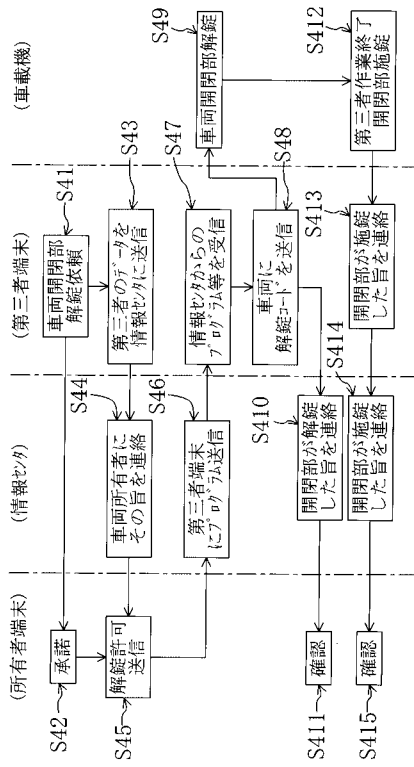 (所有者端末)
(情報センタ)
(第三者端末)
(車載機)
車両開閉部
解錠依頼
S41
承諾
S42
第三者のデータを
情報センタに送信
S43
車両所有者に
その旨を連絡
S44
解錠許可
送信
S45
第三者端末
にプログラム送信
S46
情報センタからの
プログラム等を受信
S47
車両に
解錠コードを送信
S48
車両開閉部解錠
S49
開閉部が解錠
した旨を連絡
S410
確認
S411
第三者作業終了
開閉部施錠
S412
開閉部が施錠
した旨を連絡
S413
開閉部が施錠
した旨を連絡
S414
確認
S415